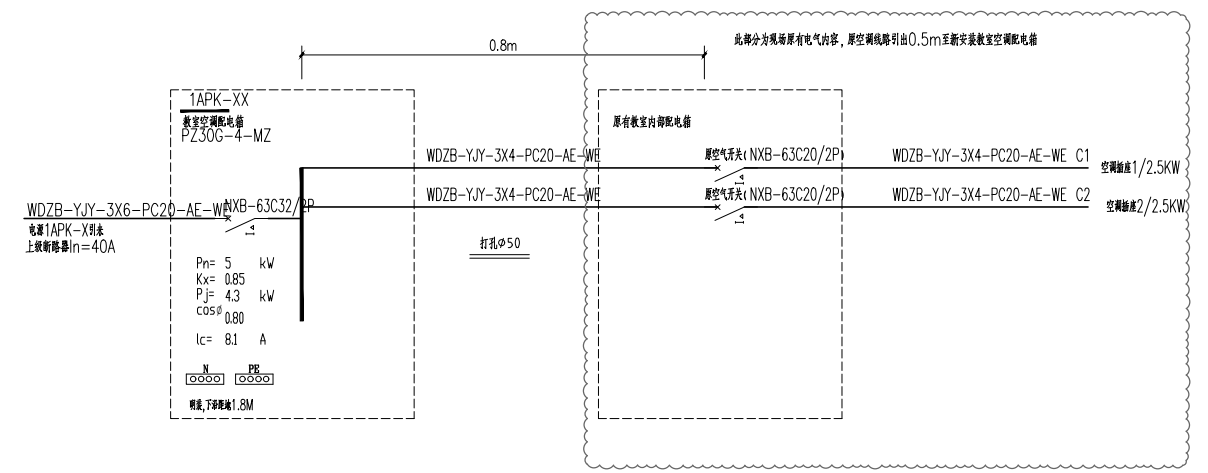 0.8m
此部分为现场原有电气内容，原空调线路引出0.5m至新安装教室空调配电箱
1APK-XX
教室空调配电箱
PZ30G-4-MZ
原有教室内部配电箱
WDZB-YJY-3X4-PC20-AE-WE
原空气开关(NXB-63C20/2P)
WDZB-YJY-3X4-PC20-AE-WE C1
空调插座1/2.5KW
WDZB-YJY-3X4-PC20-AE-WE
原空气开关(NXB-63C20/2P)
WDZB-YJY-3X4-PC20-AE-WE C2
空调插座2/2.5KW
WDZB-YJY-3X6-PC20-AE-WE
NXB-63C32/2P
电源1APK-X引来
上级断路器In=40A
打孔Φ50
Pn= 5 kW
Kx= 0.85
Pj= 4.3 kW
cosø
0.80
Ic= 8.1 A
N PE
明装,下沿距地1.8M